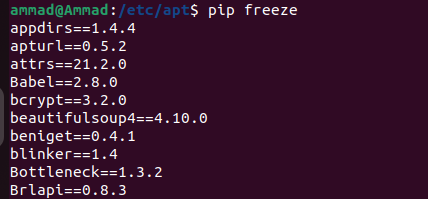 ammad@Ammad:/etc/apt$ pip freeze
appdirs==1.4.4
apturl==0.5.2
attrs==21.2.0
Babel==2.8.0
bcrypt==3.2.0
beautifulsoup4==4.10.0
beniget==0.4.1
blinker==1.4
Bottleneck==1.3.2
Brlapi==0.8.3